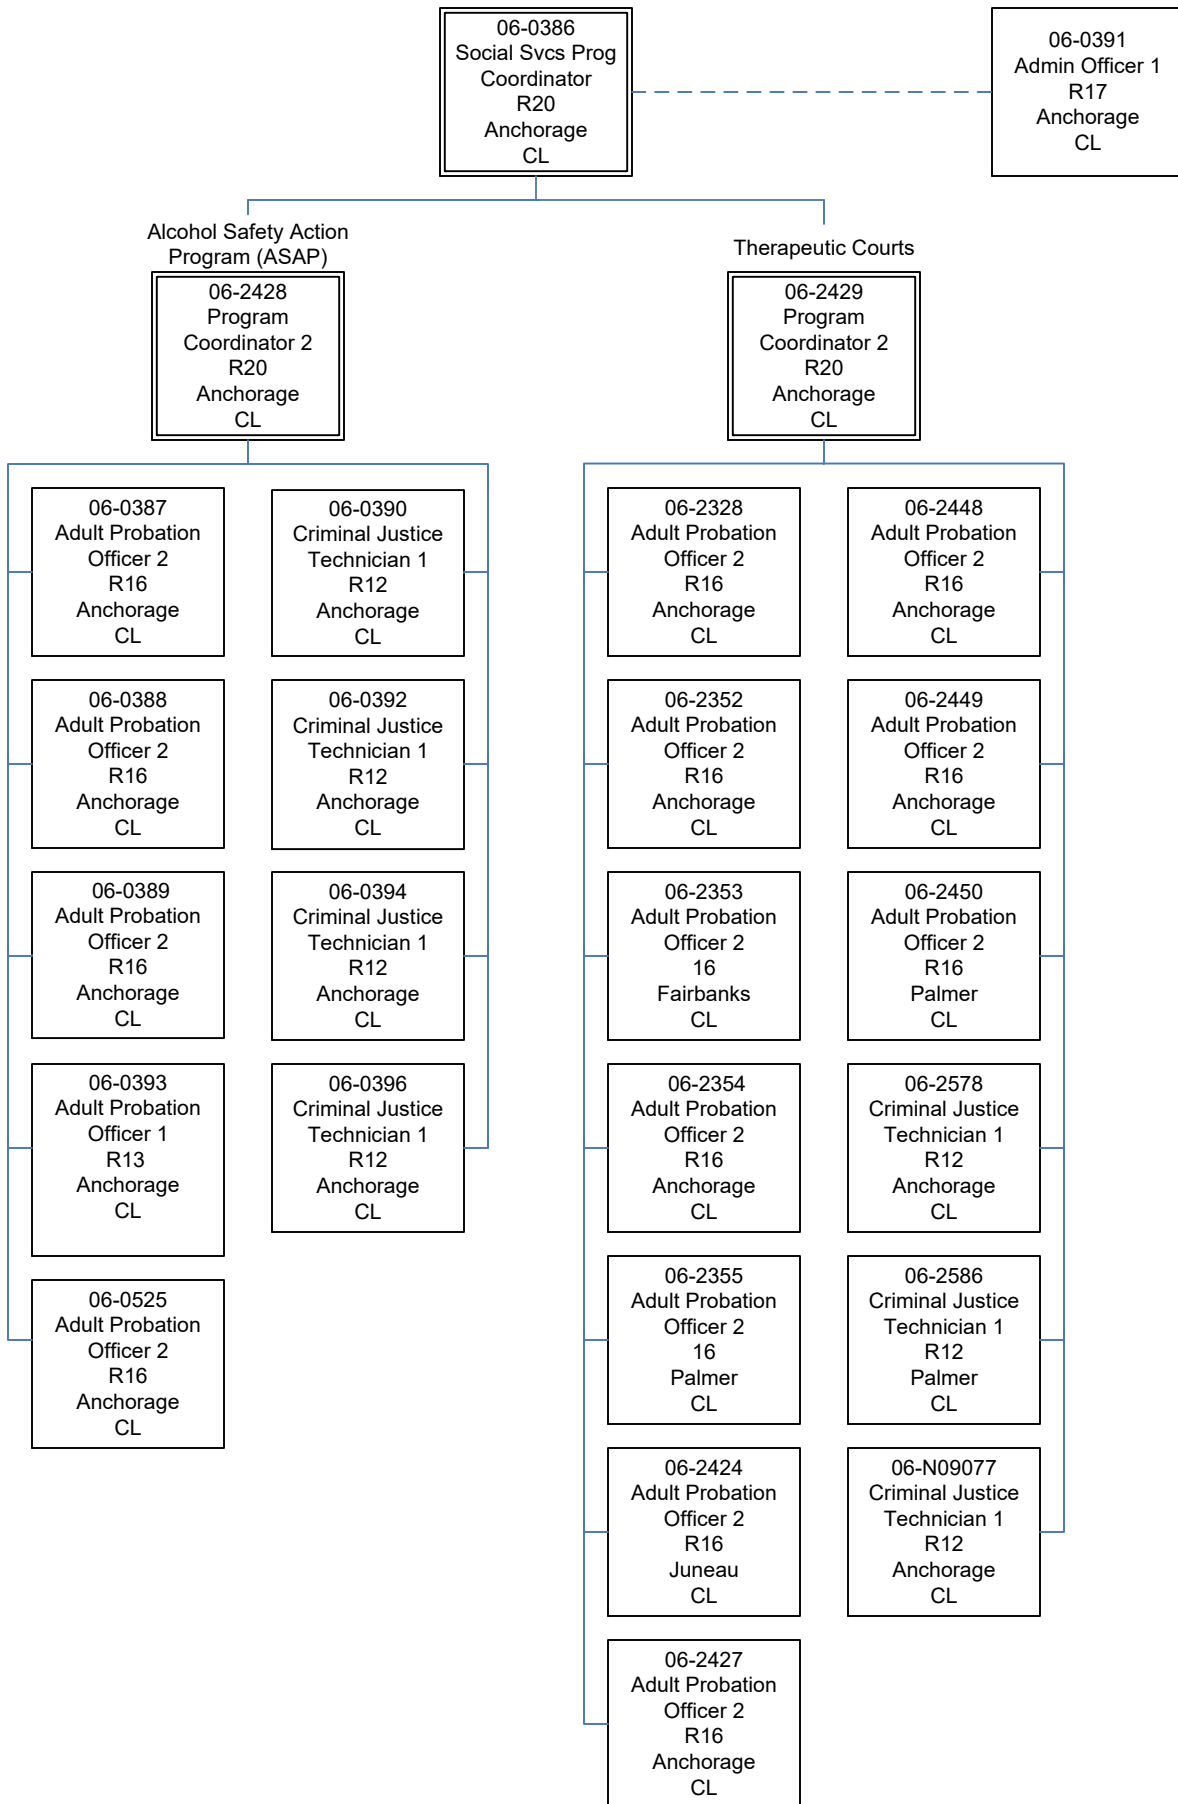 06-0386
Social Svcs Prog
Coordinator
R20
Anchorage
CL
06-0391
Admin Officer 1
R17
Anchorage
CL
Alcohol Safety Action
Program (ASAP)
06-2428
Program
Coordinator 2
R20
Anchorage
CL
Therapeutic Courts
06-2429
Program
Coordinator 2
R20
Anchorage
CL
06-0387
Adult Probation
Officer 2
R16
Anchorage
CL
06-0390
Criminal Justice
Technician 1
R12
Anchorage
CL
06-2328
Adult Probation
Officer 2
R16
Anchorage
CL
06-2448
Adult Probation
Officer 2
R16
Anchorage
CL
06-0388
Adult Probation
Officer 2
R16
Anchorage
CL
06-0392
Criminal Justice
Technician 1
R12
Anchorage
CL
06-2352
Adult Probation
Officer 2
R16
Anchorage
CL
06-2449
Adult Probation
Officer 2
R16
Anchorage
CL
06-0389
Adult Probation
Officer 2
R16
Anchorage
CL
06-0394
Criminal Justice
Technician 1
R12
Anchorage
CL
06-2353
Adult Probation
Officer 2
16
Fairbanks
CL
06-2450
Adult Probation
Officer 2
R16
Palmer
CL
06-0393
Adult Probation
Officer 1
R13
Anchorage
CL
06-0396
Criminal Justice
Technician 1
R12
Anchorage
CL
06-2354
Adult Probation
Officer 2
R16
Anchorage
CL
06-2578
Criminal Justice
Technician 1
R12
Anchorage
CL
06-0525
Adult Probation
Officer 2
R16
Anchorage
CL
06-2355
Adult Probation
Officer 2
16
Palmer
CL
06-2586
Criminal Justice
Technician 1
R12
Palmer
CL
06-2424
Adult Probation
Officer 2
R16
Juneau
CL
06-N09077
Criminal Justice
Technician 1
R12
Anchorage
CL
06-2427
Adult Probation
Officer 2
R16
Anchorage
CL